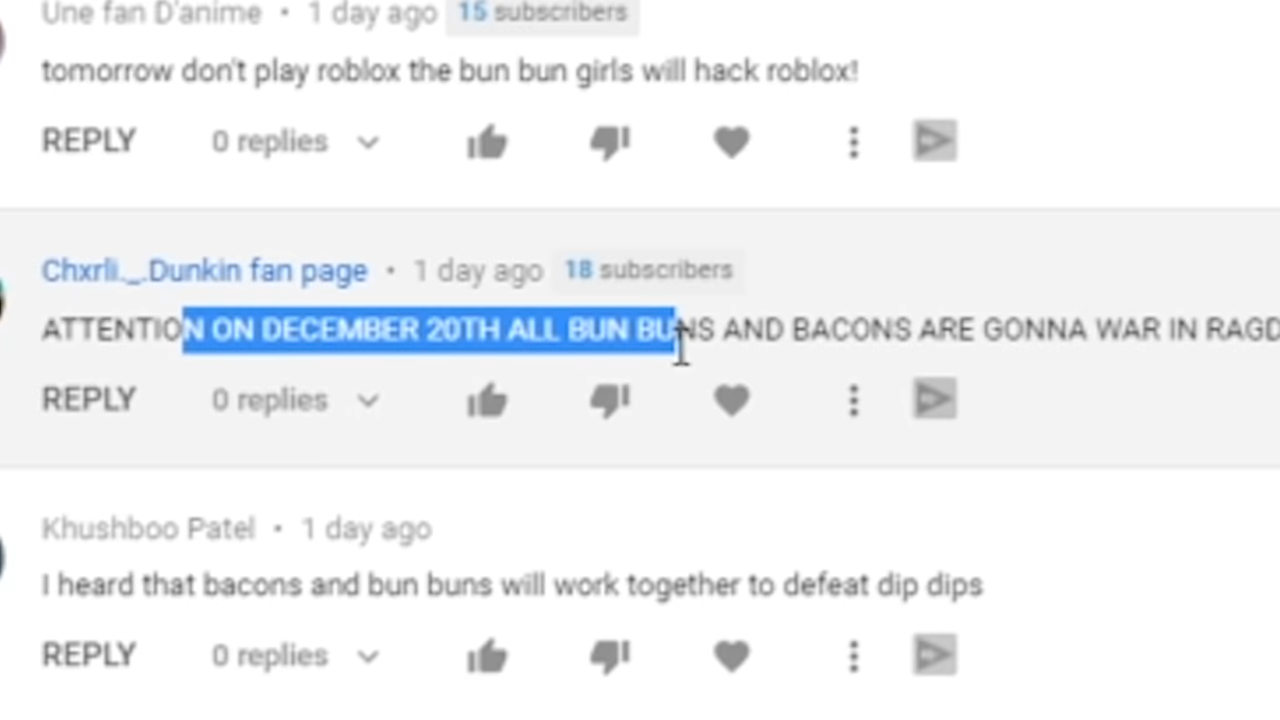 Une fan D'anime • 1 day ago 15 subscribers
tomorrow don't play roblox the bun bun girls will hack roblox!
REPLY 0 replies
Chxrli._.Dunkin fan page • 1 day ago 18 subscribers
ATTENTION ON DECEMBER 20TH ALL BUN BUNS AND BACONS ARE GONNA WAR IN RAGD
REPLY 0 replies
Khushboo Patel • 1 day ago
I heard that bacons and bun buns will work together to defeat dip dips
REPLY 0 replies